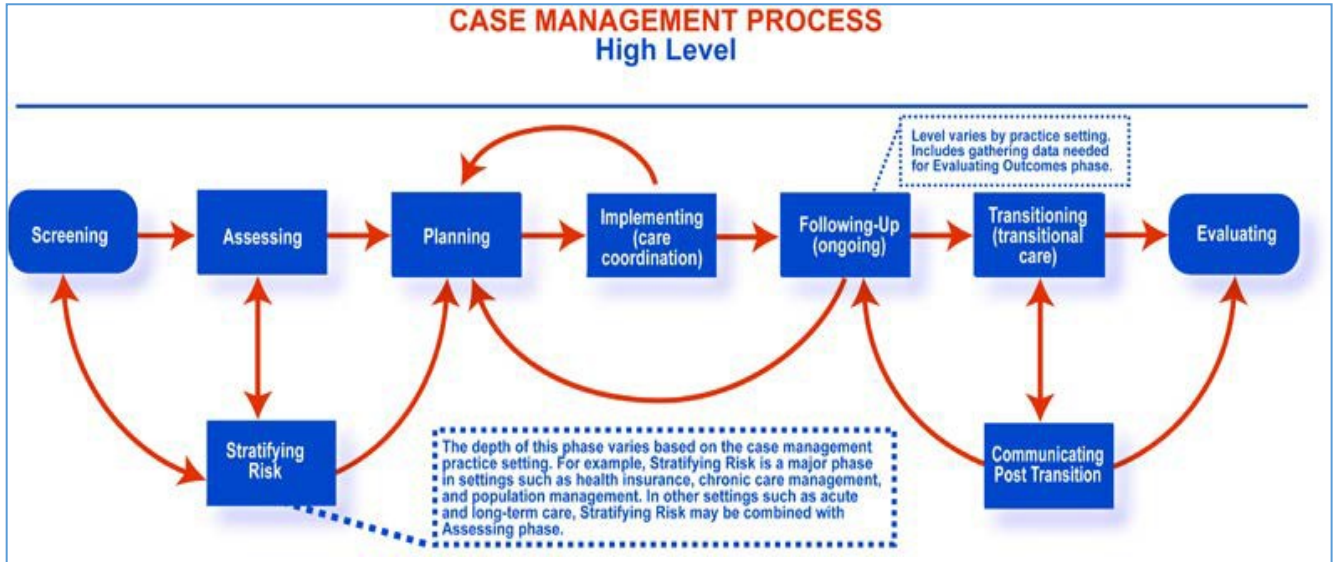 CASE MANAGEMENT PROCESS
High Level
Level varies by practice setting.
Includes gathering data needed
for Evaluating Outcomes phase.
Screening
Assessing
Planning
Implementing
(care
coordination)
Following-Up
(ongoing)
Transitioning
(transitional
care)
Evaluating
Stratifying
Risk
The depth of this phase varies based on the case management
practice setting. For example, Stratifying Risk is a major phase
in settings such as health insurance, chronic care management,
and population management. In other settings such as acute
and long-term care, Stratifying Risk may be combined with
Assessing phase.
Communicating
Post Transition